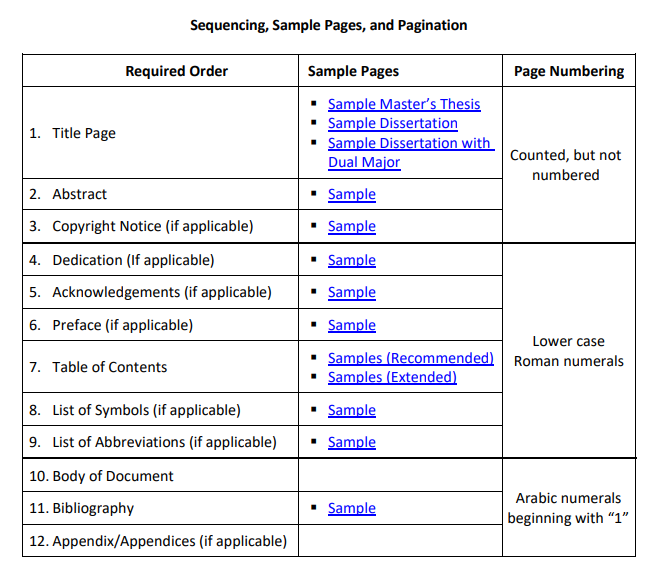 Sequencing, Sample Pages, and Pagination
Required Order Sample Pages Page Numbering
1. Title Page
▪ Sample Master's Thesis
▪ Sample Dissertation
▪ Sample Dissertation with
Dual Major
Counted, but not
numbered
2. Abstract ▪ Sample
3. Copyright Notice (if applicable) ▪ Sample
4. Dedication (If applicable) ▪ Sample
5. Acknowledgements (if applicable) ▪ Sample
6. Preface (if applicable) ▪ Sample
7. Table of Contents
▪ Samples (Recommended)
▪ Samples (Extended)
Lower case
Roman numerals
8. List of Symbols (if applicable) ▪ Sample
9. List of Abbreviations (if applicable) ▪ Sample
10. Body of Document
11. Bibliography ▪ Sample
Arabic numerals
beginning with “1”
12. Appendix/Appendices (if applicable)